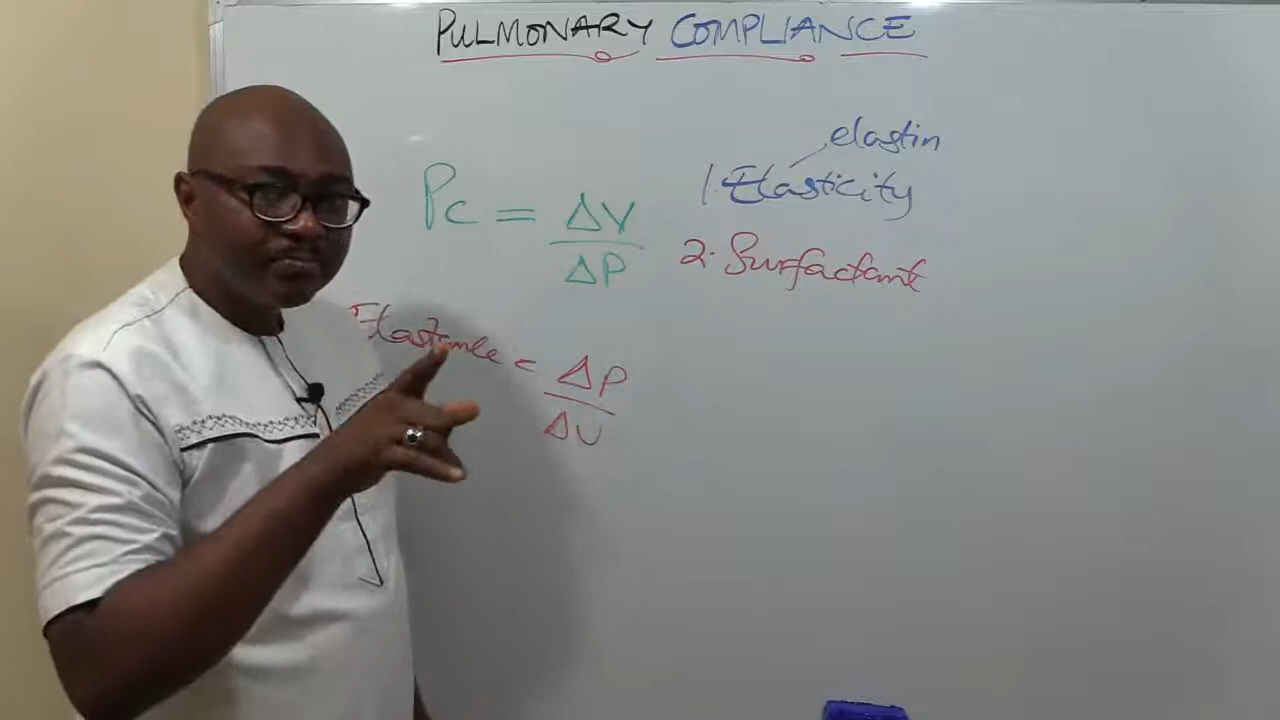 PULMONARY COMPLIANCE
elastin
Pc = ΔV
ΔP
1. Elasticity
2. Surfactant
Elastance = ΔP
ΔV